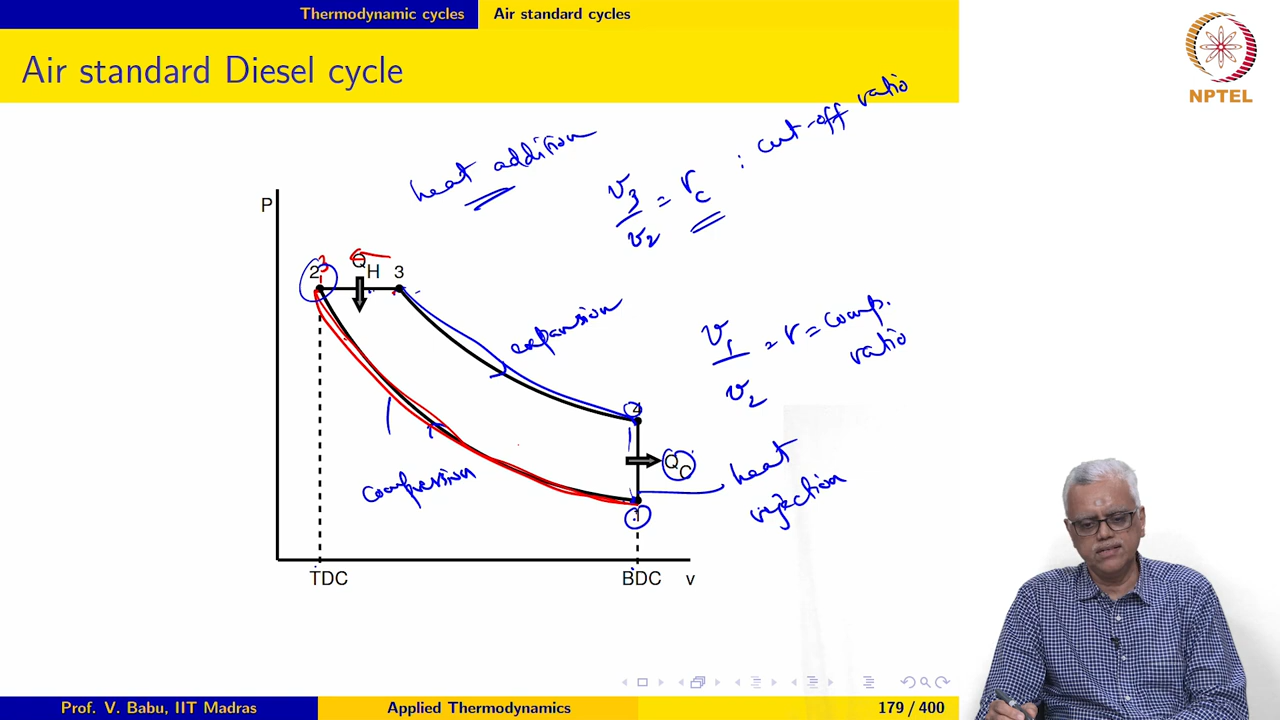 Thermodynamic cycles Air standard cycles
Air standard Diesel cycle
NPTEL
heat addition
v3/v2 = rc : cut-off ratio
P
2 3 QH 3
expansion
v1/v2 = r = comp. ratio
4
QC
heat rejection
compression
1
TDC BDC v
Prof. V. Babu, IIT Madras Applied Thermodynamics 179 / 400